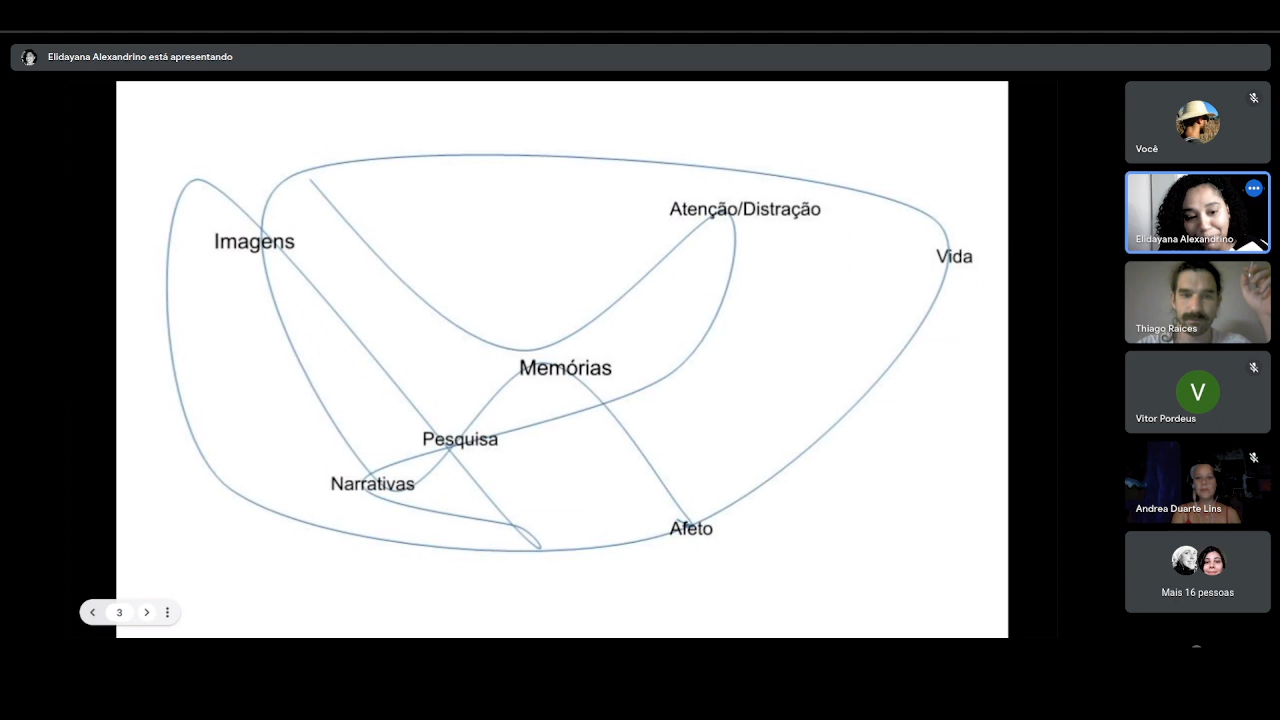 Elidayana Alexandrino está apresentando
Você
Elidayana Alexandrino
Thiago Raices
V
Vitor Pordeus
Andrea Duarte Lins
Mais 16 pessoas
Atenção/Distração
Imagens
Vida
Memórias
Pesquisa
Narrativas
Afeto
3